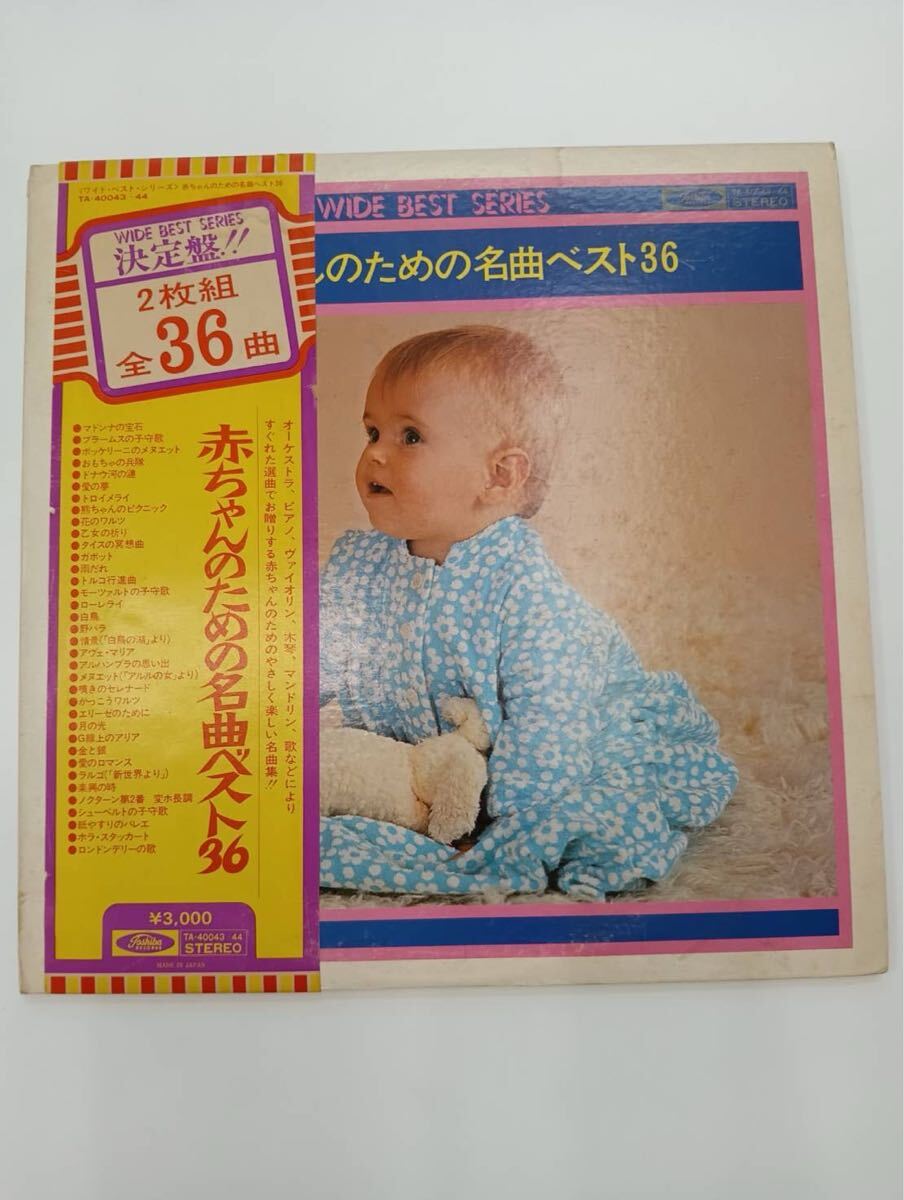 〈ワイド・ベスト・シリーズ〉赤ちゃんのための名曲ベスト36
TA-40043 44
WIDE BEST SERIES
決定盤!!
2枚組
全36曲
赤ちゃんのための名曲ベスト36
オーケストラ、ピアノ、ヴァイオリン、木琴、マンドリン、歌などにより
すぐれた選曲でお贈りする赤ちゃんのためのやさしく楽しい名曲集!!
●マドンナの宝石
●ブラームスの子守歌
●ボッケリーニのメヌエット
●おもちゃの兵隊
●ドナウ河の漣
●愛の夢
●トロイメライ
●熊ちゃんのピクニック
●花のワルツ
●乙女の祈り
●タイスの冥想曲
●ガボット
●雨だれ
●トルコ行進曲
●モーツァルトの子守歌
●ローレライ
●白鳥
●野バラ
●情景(「白鳥の湖」より)
●アヴェ・マリア
●アルハンブラの思い出
●メヌエット(「アルルの女」より)
●嘆きのセレナード
●かっこうワルツ
●エリーゼのために
●月の光
●G線上のアリア
●金と銀
●愛のロマンス
●ラルゴ(「新世界より」)
●楽興の時
●ノクターン第2番 変ホ長調
●シューベルトの子守歌
●紙やすりのバレエ
●ホラ・スタッカート
●ロンドンデリーの歌
¥3,000
Toshiba
RECORDS
TA-40043 44
STEREO
MADE IN JAPAN
WIDE BEST SERIES
Toshiba
TA-40043・44
STEREO
んのための名曲ベスト36